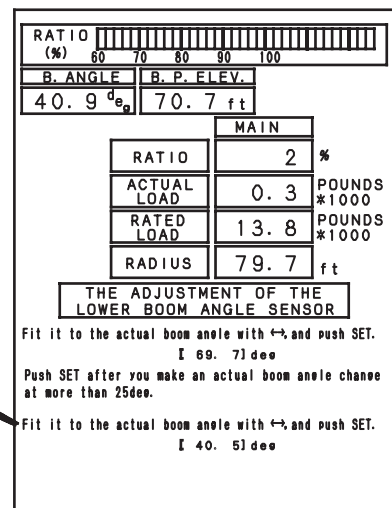 RATIO
(%) 60 70 80 90 100
B. ANGLE B. P. ELEV.
40. 9 deg 70. 7 ft
MAIN
RATIO 2 %
ACTUAL LOAD 0. 3 POUNDS *1000
RATED LOAD 13. 8 POUNDS *1000
RADIUS 79. 7 ft
THE ADJUSTMENT OF THE
LOWER BOOM ANGLE SENSOR
Fit it to the actual boom angle with ↔, and push SET.
[ 69. 7] deg
Push SET after you make an actual boom angle change
at more than 25deg.
Fit it to the actual boom angle with ↔, and push SET.
[ 40. 5] deg